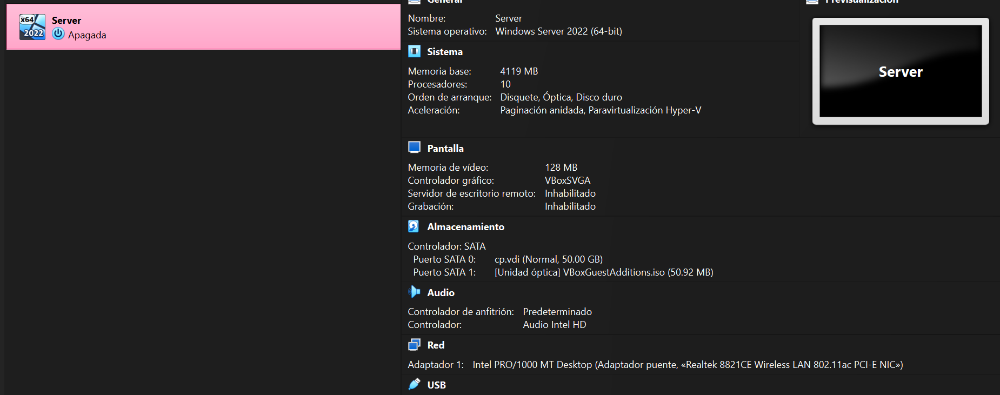 x64
2022
Server
Apagada
General
Nombre: Server
Sistema operativo: Windows Server 2022 (64-bit)
Sistema
Memoria base: 4119 MB
Procesadores: 10
Orden de arranque: Disquete, Óptica, Disco duro
Aceleración: Paginación anidada, Paravirtualización Hyper-V
Previsualización
Server
Pantalla
Memoria de vídeo: 128 MB
Controlador gráfico: VBoxSVGA
Servidor de escritorio remoto: Inhabilitado
Grabación: Inhabilitado
Almacenamiento
Controlador: SATA
Puerto SATA 0: cp.vdi (Normal, 50.00 GB)
Puerto SATA 1: [Unidad óptica] VBoxGuestAdditions.iso (50.92 MB)
Audio
Controlador de anfitrión: Predeterminado
Controlador: Audio Intel HD
Red
Adaptador 1: Intel PRO/1000 MT Desktop (Adaptador puente, «Realtek 8821CE Wireless LAN 802.11ac PCI-E NIC»)
USB